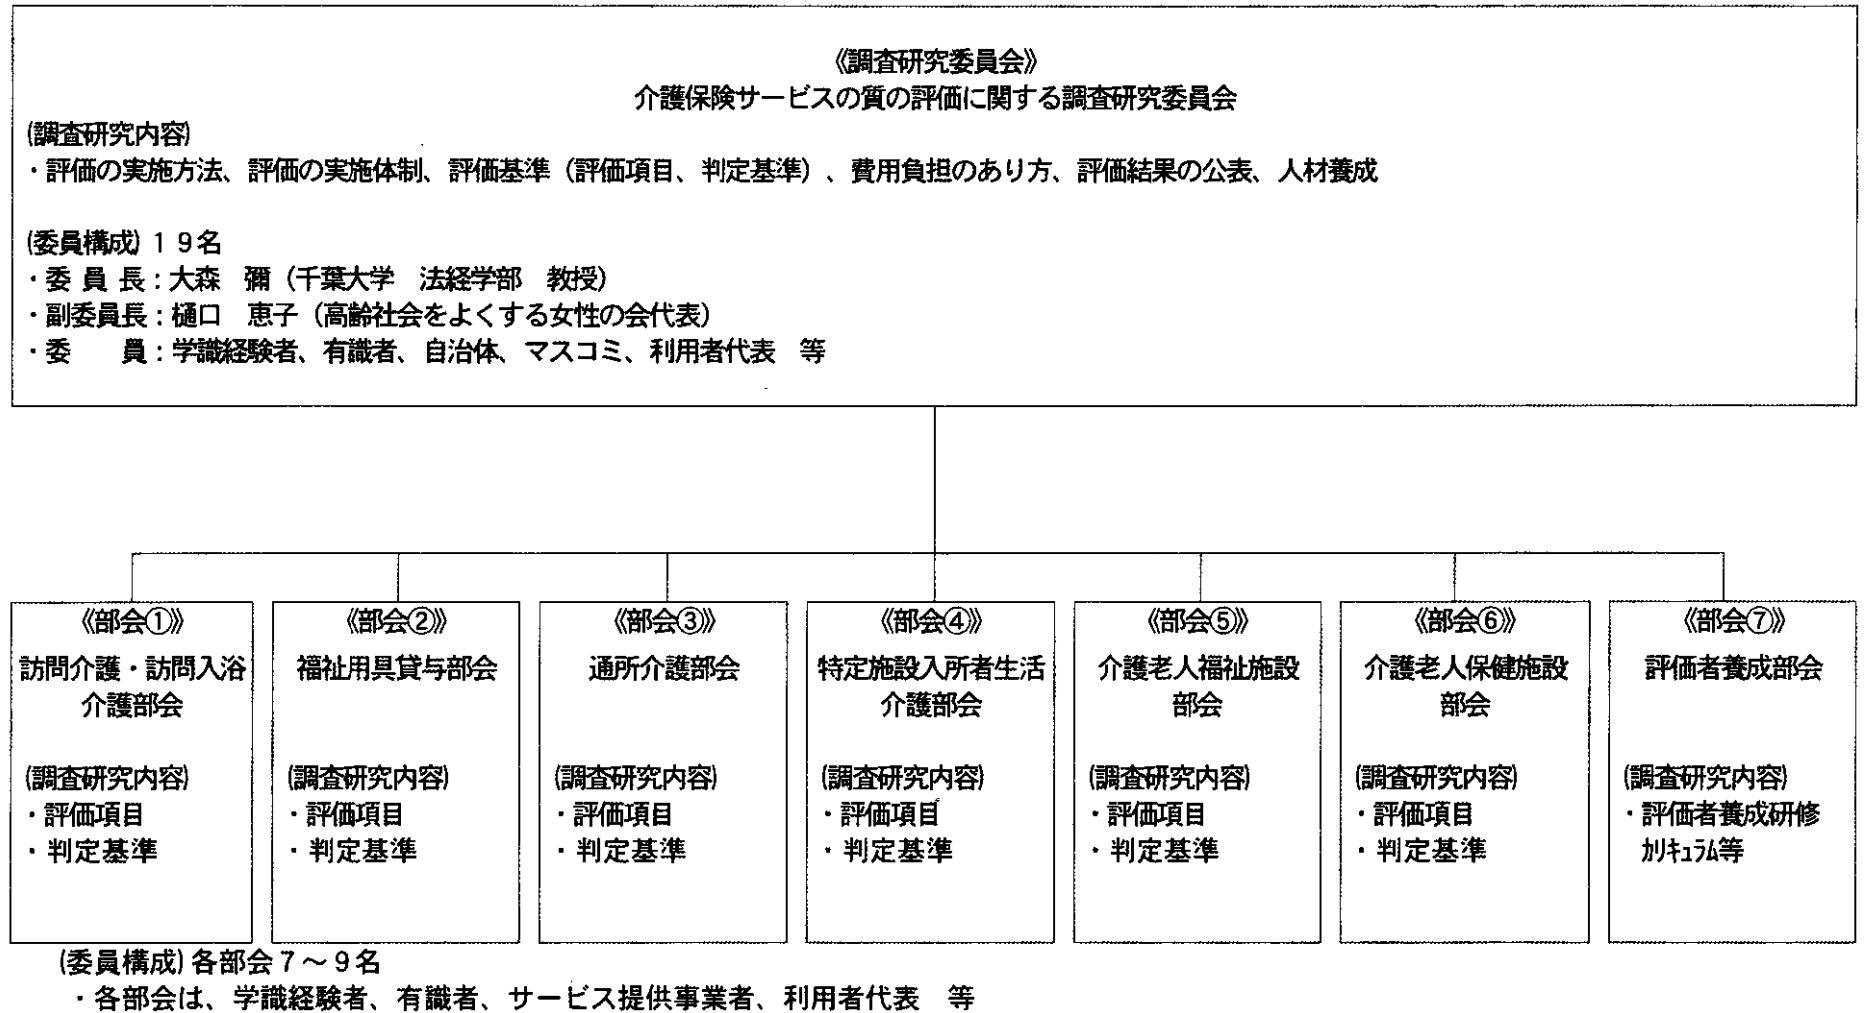 《調査研究委員会》
介護保険サービスの質の評価に関する調査研究委員会
(調査研究内容)
・評価の実施方法、評価の実施体制、評価基準（評価項目、判定基準）、費用負担のあり方、評価結果の公表、人材養成
(委員構成) １９名
・委 員 長：大森　彌（千葉大学　法経学部　教授）
・副委員長：樋口　恵子（高齢社会をよくする女性の会代表）
・委　　員：学識経験者、有識者、自治体、マスコミ、利用者代表　等
《部会①》
訪問介護・訪問入浴
介護部会
(調査研究内容)
・評価項目
・判定基準
《部会②》
福祉用具貸与部会
(調査研究内容)
・評価項目
・判定基準
《部会③》
通所介護部会
(調査研究内容)
・評価項目
・判定基準
《部会④》
特定施設入所者生活
介護部会
(調査研究内容)
・評価項目
・判定基準
《部会⑤》
介護老人福祉施設
部会
(調査研究内容)
・評価項目
・判定基準
《部会⑥》
介護老人保健施設
部会
(調査研究内容)
・評価項目
・判定基準
《部会⑦》
評価者養成部会
(調査研究内容)
・評価者養成研修
ｶﾘｷｭﾗﾑ等
(委員構成) 各部会７～９名
・各部会は、学識経験者、有識者、サービス提供事業者、利用者代表　等